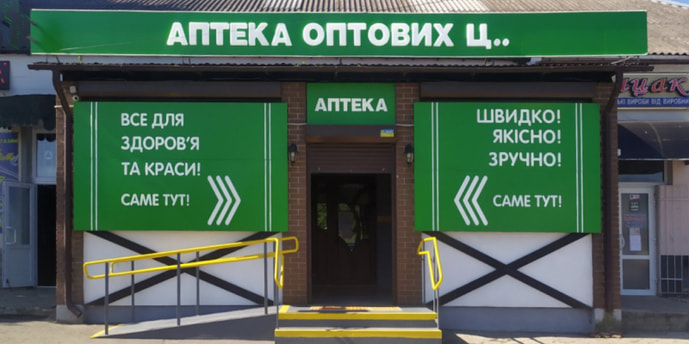 АПТЕКА ОПТОВИХ Ц..
АПТЕКА
ВСЕ ДЛЯ
ЗДОРОВ'Я
ТА КРАСИ!
САМЕ ТУТ!
ШВИДКО!
ЯКІСНО!
ЗРУЧНО!
САМЕ ТУТ!